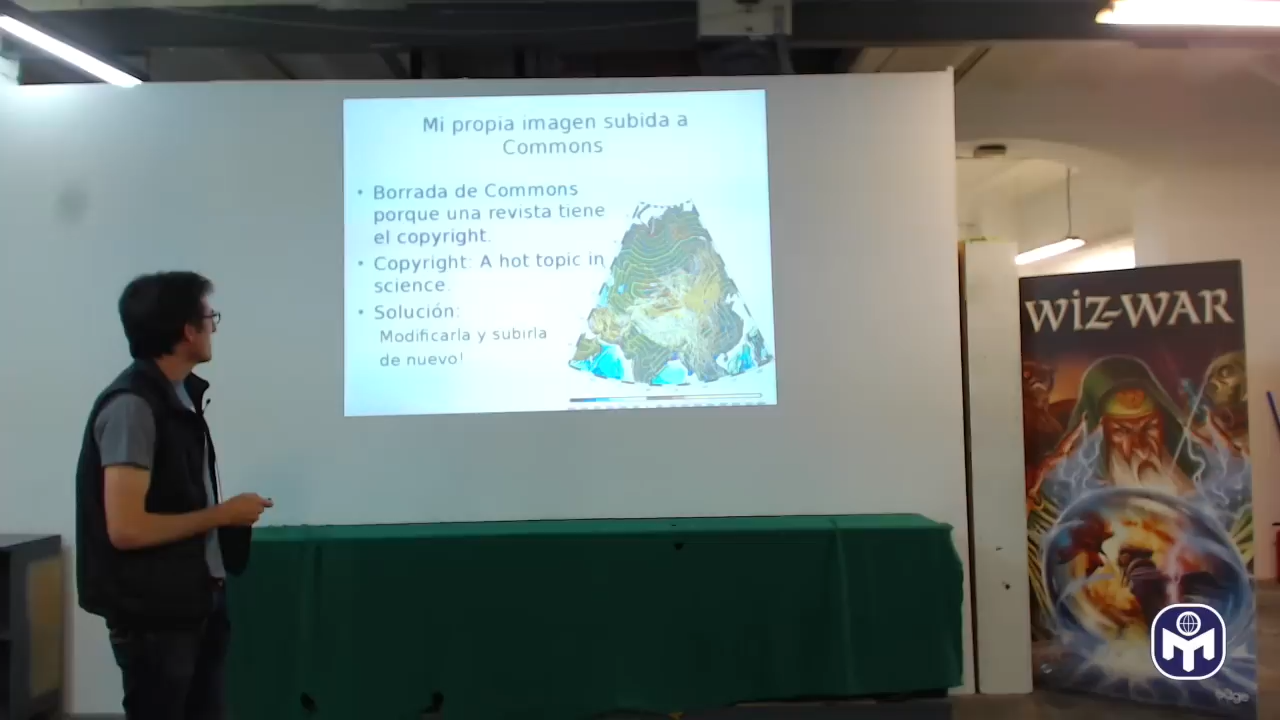 Mi propia imagen subida a
Commons
• Borrada de Commons
porque una revista tiene
el copyright.
• Copyright: A hot topic in
science.
• Solución:
Modificarla y subirla
de nuevo!
WIZ-WAR
edge